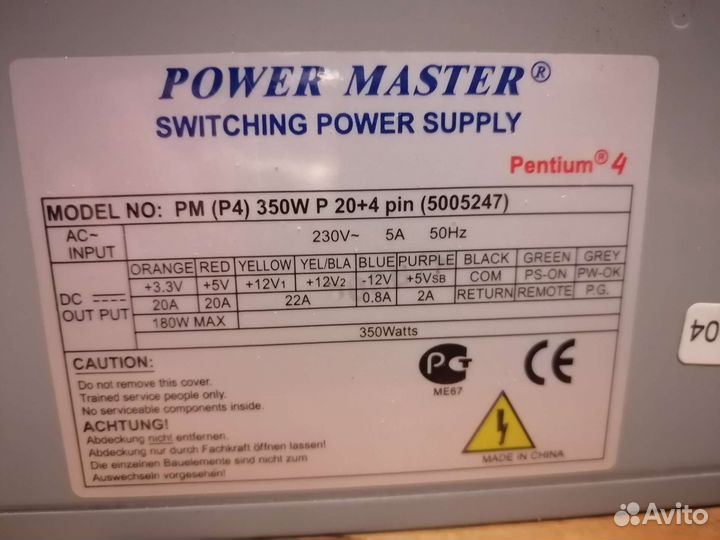 POWER MASTER®
SWITCHING POWER SUPPLY
Pentium® 4
MODEL NO: PM (P4) 350W P 20+4 pin (5005247)
AC~ INPUT 230V~ 5A 50Hz
ORANGE RED YELLOW YEL/BLA BLUE PURPLE BLACK GREEN GREY
+3.3V +5V +12V1 +12V2 -12V +5VSB COM PS-ON PW-OK
DC OUT PUT 20A 20A 22A 0.8A 2A RETURN REMOTE P.G.
180W MAX 350Watts
CAUTION:
Do not remove this cover.
Trained service people only.
No serviceable components inside.
ACHTUNG!
Abdeckung nicht entfernen.
Abdeckung nur durch Fachkraft öffnen lassen!
Die einzeinen Bauelemente sind nicht zum
Auswechseln vorgesehen!
РСТ
ME67
CE
MADE IN CHINA
04
Avito